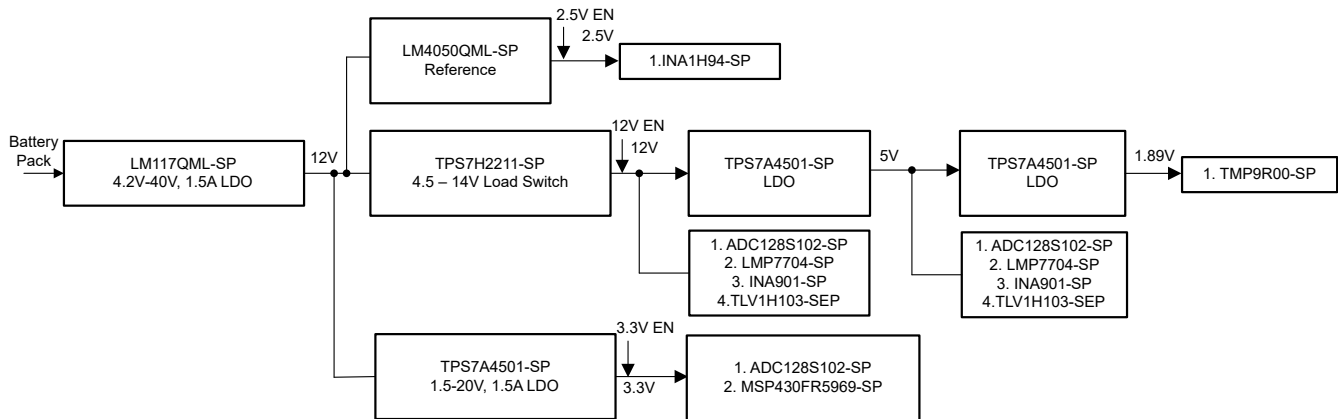 2.5V EN
2.5V
LM4050QML-SP
Reference
1.INA1H94-SP
Battery
Pack
LM117QML-SP
4.2V-40V, 1.5A LDO
12V
TPS7H2211-SP
4.5 – 14V Load Switch
12V EN
12V
TPS7A4501-SP
LDO
5V
TPS7A4501-SP
LDO
1.89V
1. TMP9R00-SP
1. ADC128S102-SP
2. LMP7704-SP
3. INA901-SP
4.TLV1H103-SEP
1. ADC128S102-SP
2. LMP7704-SP
3. INA901-SP
4.TLV1H103-SEP
TPS7A4501-SP
1.5-20V, 1.5A LDO
3.3V EN
3.3V
1. ADC128S102-SP
2. MSP430FR5969-SP